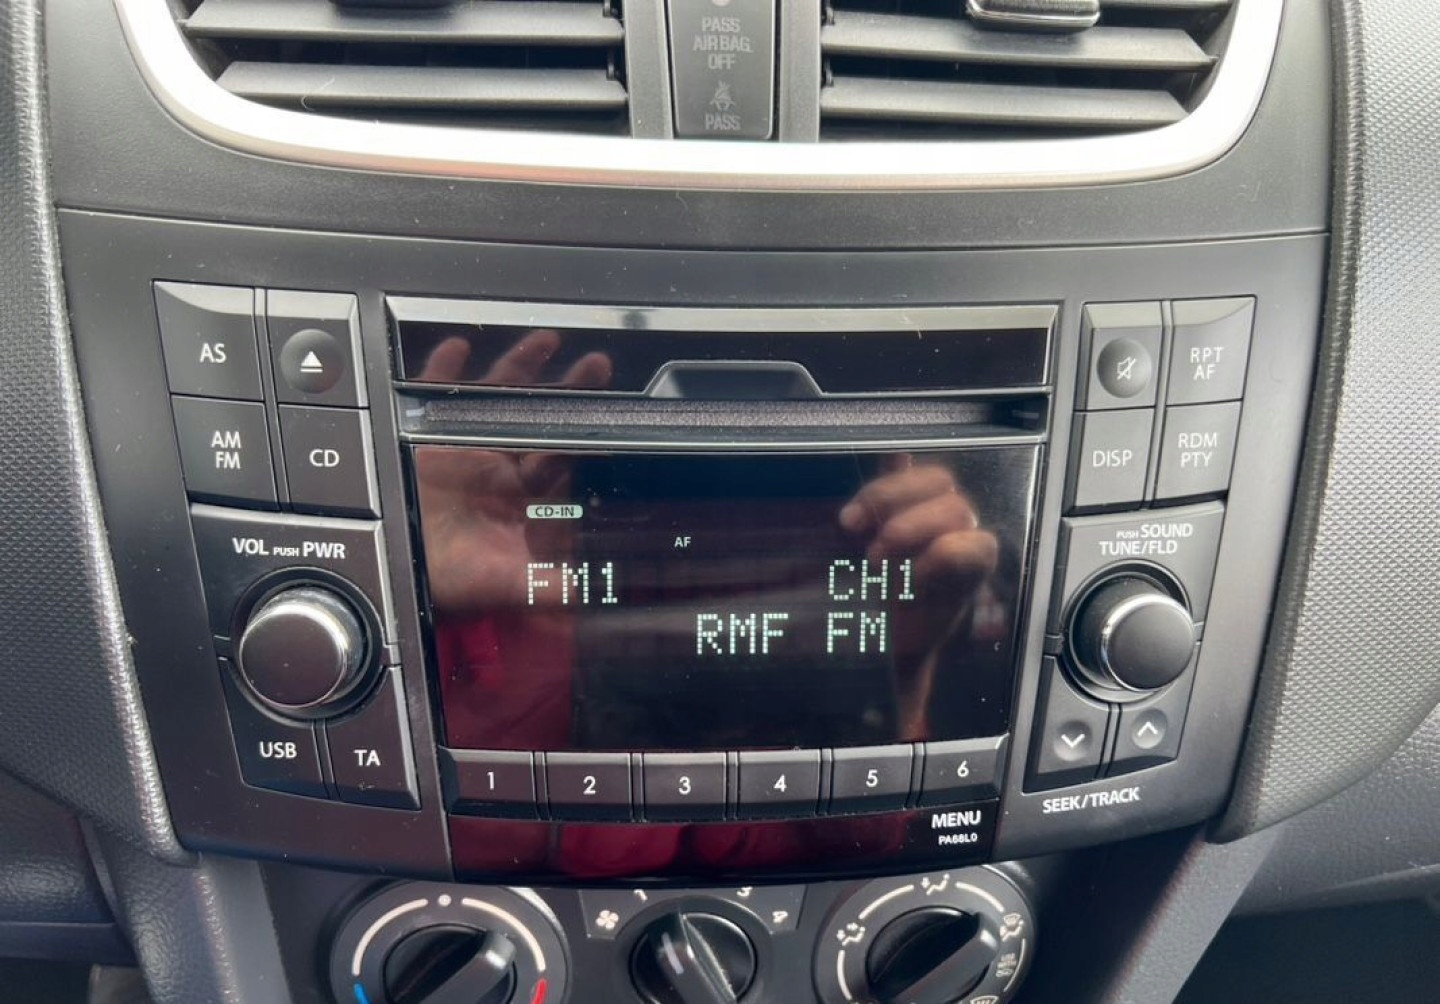 PASS
AIR BAG
OFF
PASS
AS
RPT
AF
AM
FM
CD
DISP
RDM
PTY
CD-IN
AF
VOL PUSH PWR
PUSH SOUND
TUNE/FLD
FM1 CH1
RMF FM
USB
TA
1 2 3 4 5 6
SEEK/TRACK
MENU
PA68L0
1 3 4